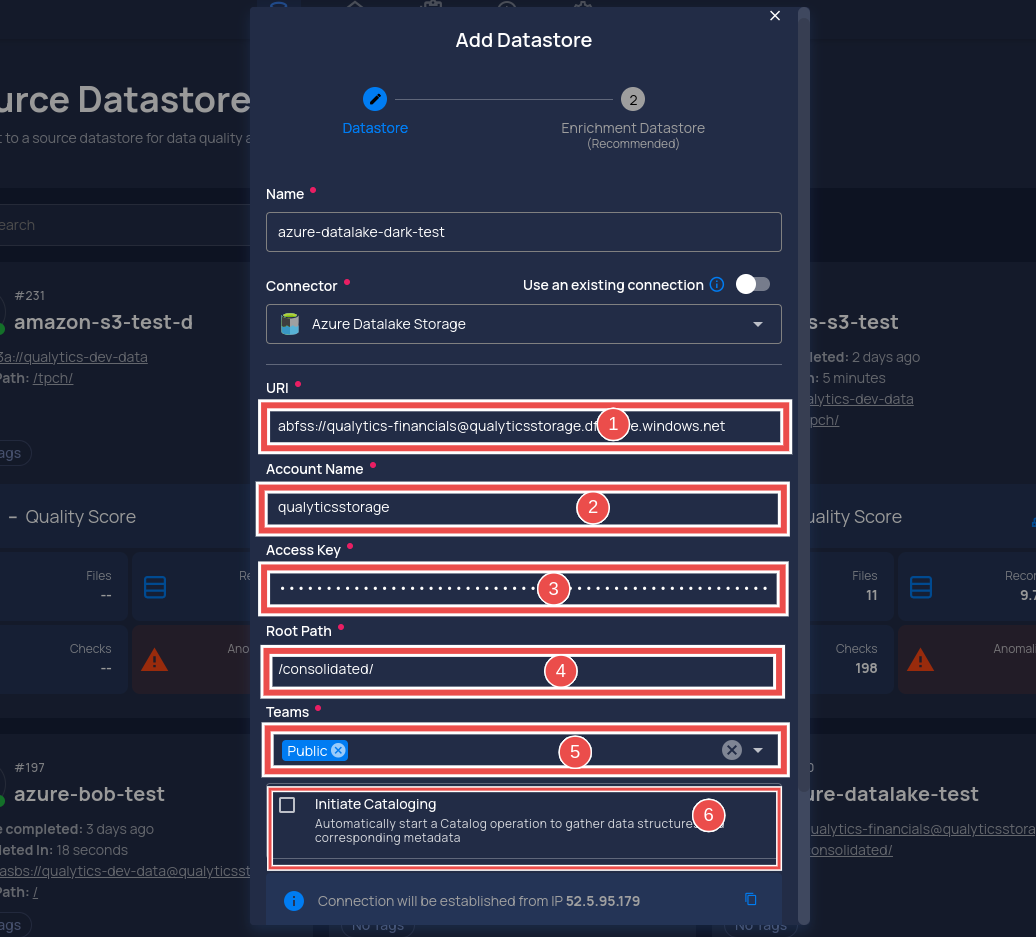 Add Datastore
2
Datastore
Enrichment Datastore
(Recommended)
urce Datastore
t to a source datastore for data quality a
earch
Name
azure-datalake-dark-test
Connector
Use an existing connection
Azure Datalake Storage
URI
abfss://qualytics-financials@qualyticsstorage.df e.windows.net
1
Account Name
qualyticsstorage
2
Access Key
3
Root Path
/consolidated/
4
Teams
Public
5
Initiate Cataloging
Automatically start a Catalog operation to gather data structures
corresponding metadata
6
Connection will be established from IP 52.5.95.179
#231
amazon-s3-test-d
3a://qualytics-dev-data
Path: /tpch/
ags
– Quality Score
Files
--
Re
Checks
--
Ano
#197
azure-bob-test
e completed: 3 days ago
leted In: 18 seconds
asbs://qualytics-dev-data@qualyticsst
Path: /
ags
No Tags
s-s3-test
leted: 2 days ago
n: 5 minutes
alytics-dev-data
pch/
uality Score
Files
11
Recor
9.7
Checks
198
Anomali
0
ure-datalake-test
ualytics-financials@qualyticsstora
onsolidated/
No Tags